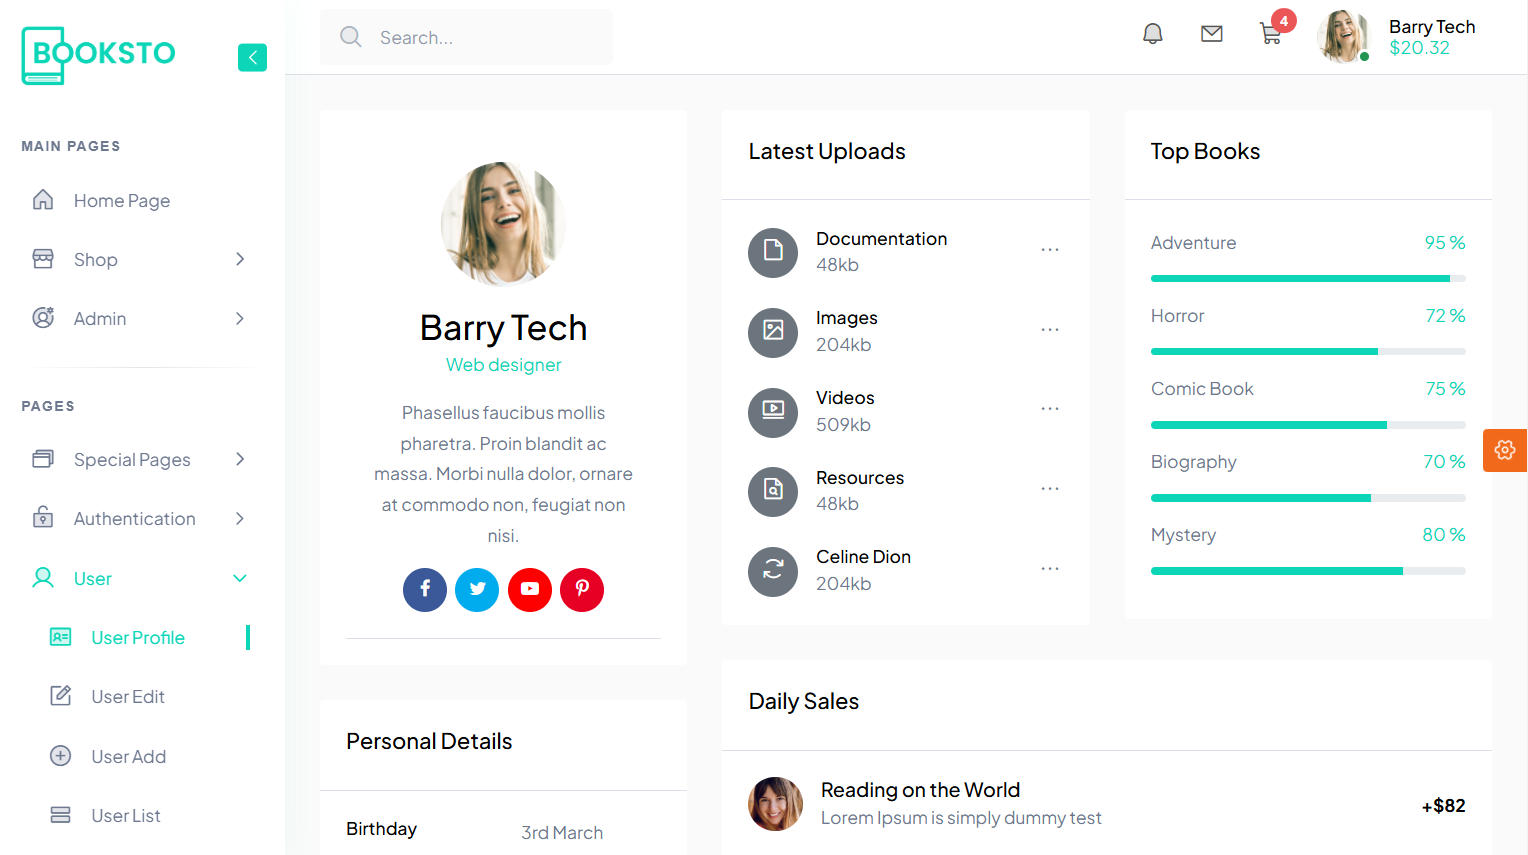 BOOKSTO
MAIN PAGES
Home Page
Shop
Admin
PAGES
Special Pages
Authentication
User
User Profile
User Edit
User Add
User List
Search...
4
Barry Tech
$20.32
Barry Tech
Web designer
Phasellus faucibus mollis
pharetra. Proin blandit ac
massa. Morbi nulla dolor, ornare
at commodo non, feugiat non
nisi.
Personal Details
Birthday 3rd March
Latest Uploads
Documentation
48kb
...
Images
204kb
...
Videos
509kb
...
Resources
48kb
...
Celine Dion
204kb
...
Top Books
Adventure 95 %
Horror 72 %
Comic Book 75 %
Biography 70 %
Mystery 80 %
Daily Sales
Reading on the World
Lorem Ipsum is simply dummy test
+$82